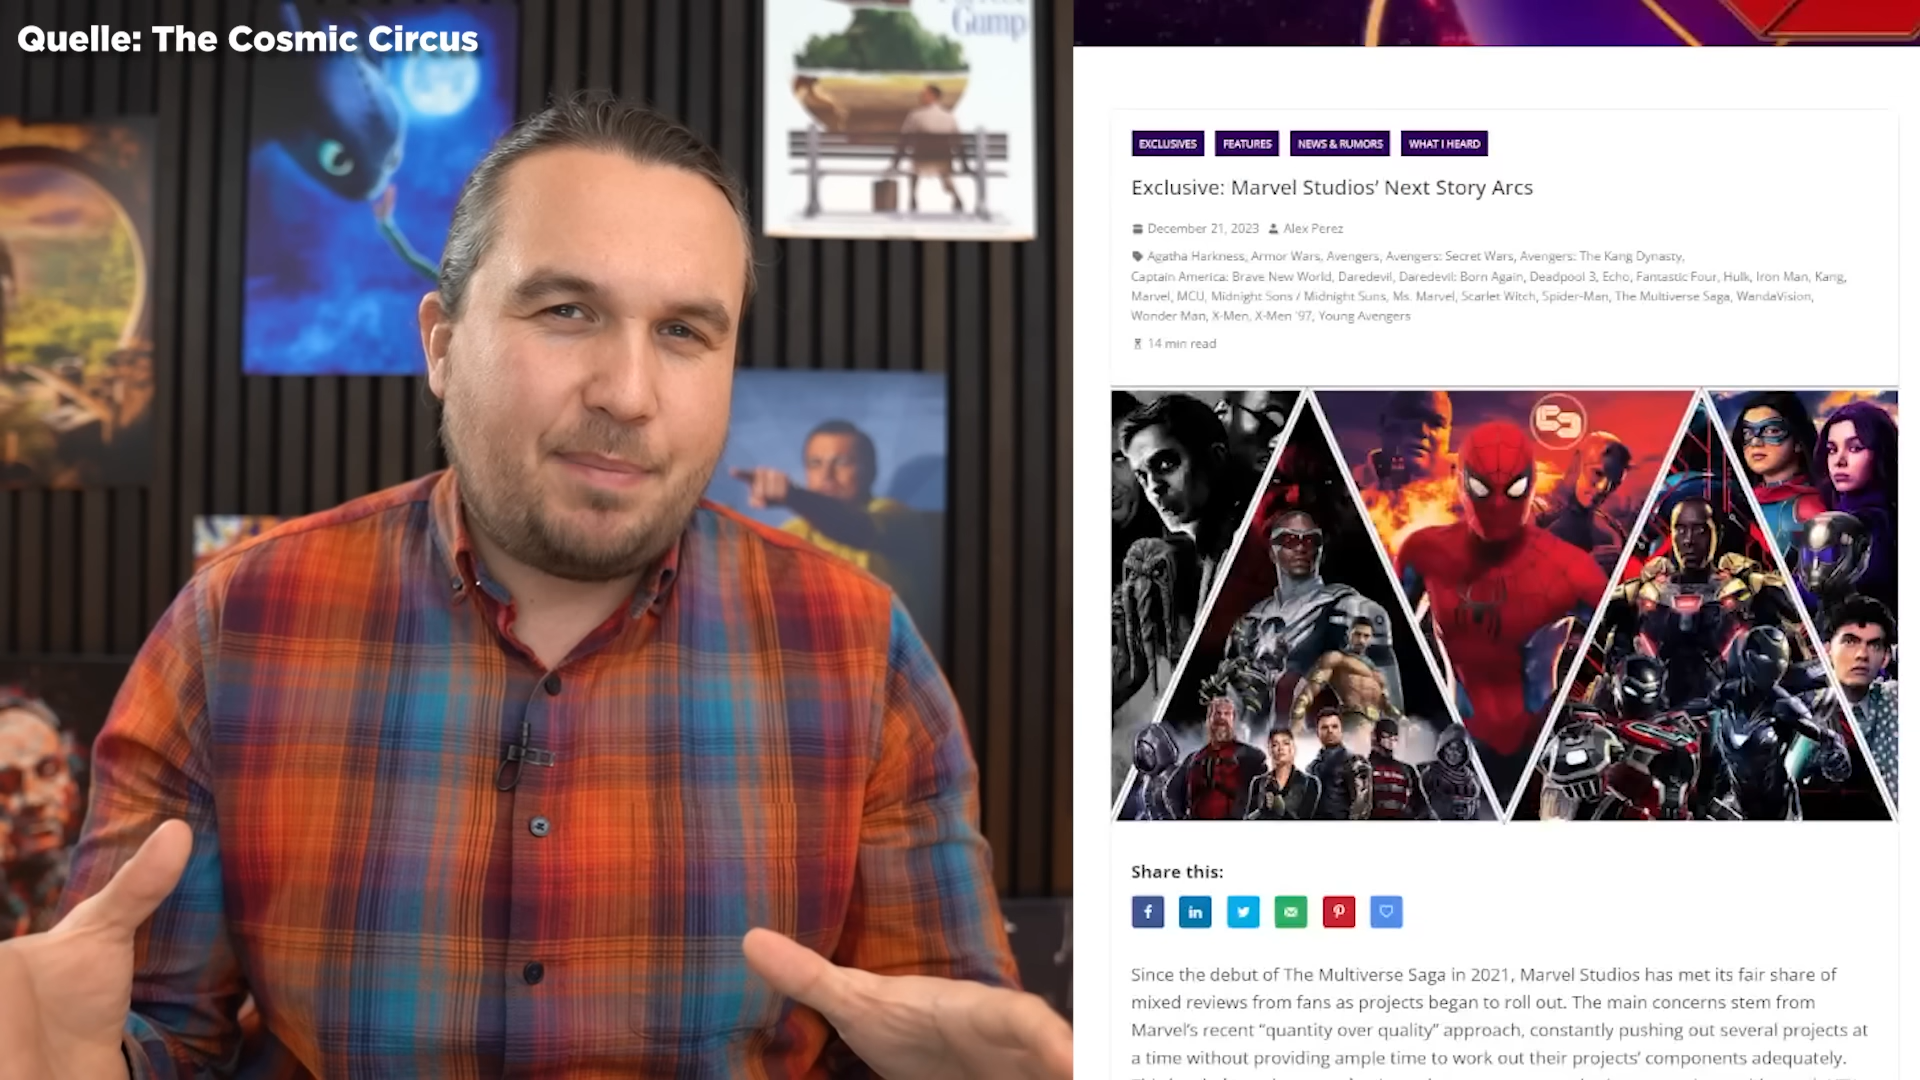 Quelle: The Cosmic Circus
Gump
EXCLUSIVES FEATURES NEWS & RUMORS WHAT I HEARD
Exclusive: Marvel Studios’ Next Story Arcs
December 21, 2023 Alex Perez
Agatha Harkness, Armor Wars, Avengers, Avengers: Secret Wars, Avengers: The Kang Dynasty,
Captain America: Brave New World, Daredevil, Daredevil: Born Again, Deadpool 3, Echo, Fantastic Four, Hulk, Iron Man, Kang,
Marvel, MCU, Midnight Sons / Midnight Suns, Ms. Marvel, Scarlet Witch, Spider-Man, The Multiverse Saga, WandaVision,
Wonder Man, X-Men, X-Men '97, Young Avengers
14 min read
Share this:
Since the debut of The Multiverse Saga in 2021, Marvel Studios has met its fair share of
mixed reviews from fans as projects began to roll out. The main concerns stem from
Marvel’s recent “quantity over quality” approach, constantly pushing out several projects at
a time without providing ample time to work out their projects’ components adequately.